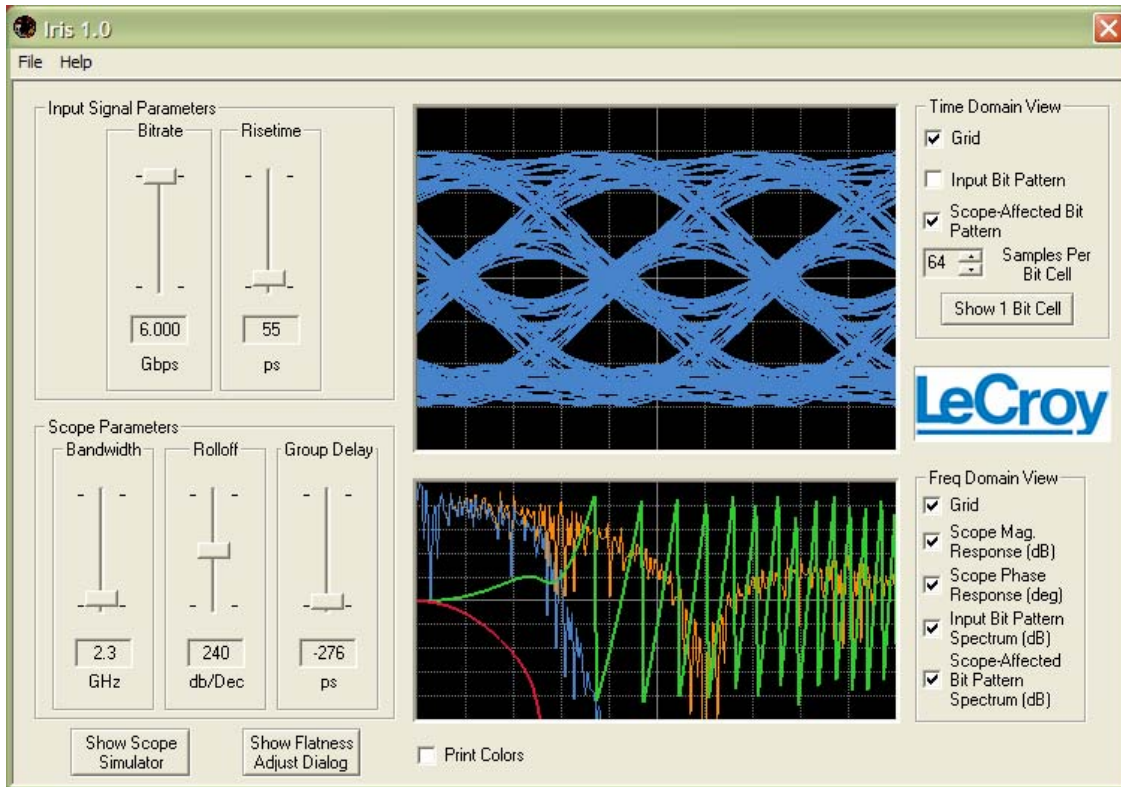 Iris 1.0
File Help
Input Signal Parameters
Bitrate
Risetime
6.000
55
Gbps
ps
Scope Parameters
Bandwidth
Rolloff
Group Delay
2.3
240
-276
GHz
db/Dec
ps
Show Scope
Simulator
Show Flatness
Adjust Dialog
Print Colors
Time Domain View
Grid
Input Bit Pattern
Scope-Affected Bit
Pattern
64
Samples Per
Bit Cell
Show 1 Bit Cell
LeCroy
Freq Domain View
Grid
Scope Mag.
Response (dB)
Scope Phase
Response (deg)
Input Bit Pattern
Spectrum (dB)
Scope-Affected
Bit Pattern
Spectrum (dB)